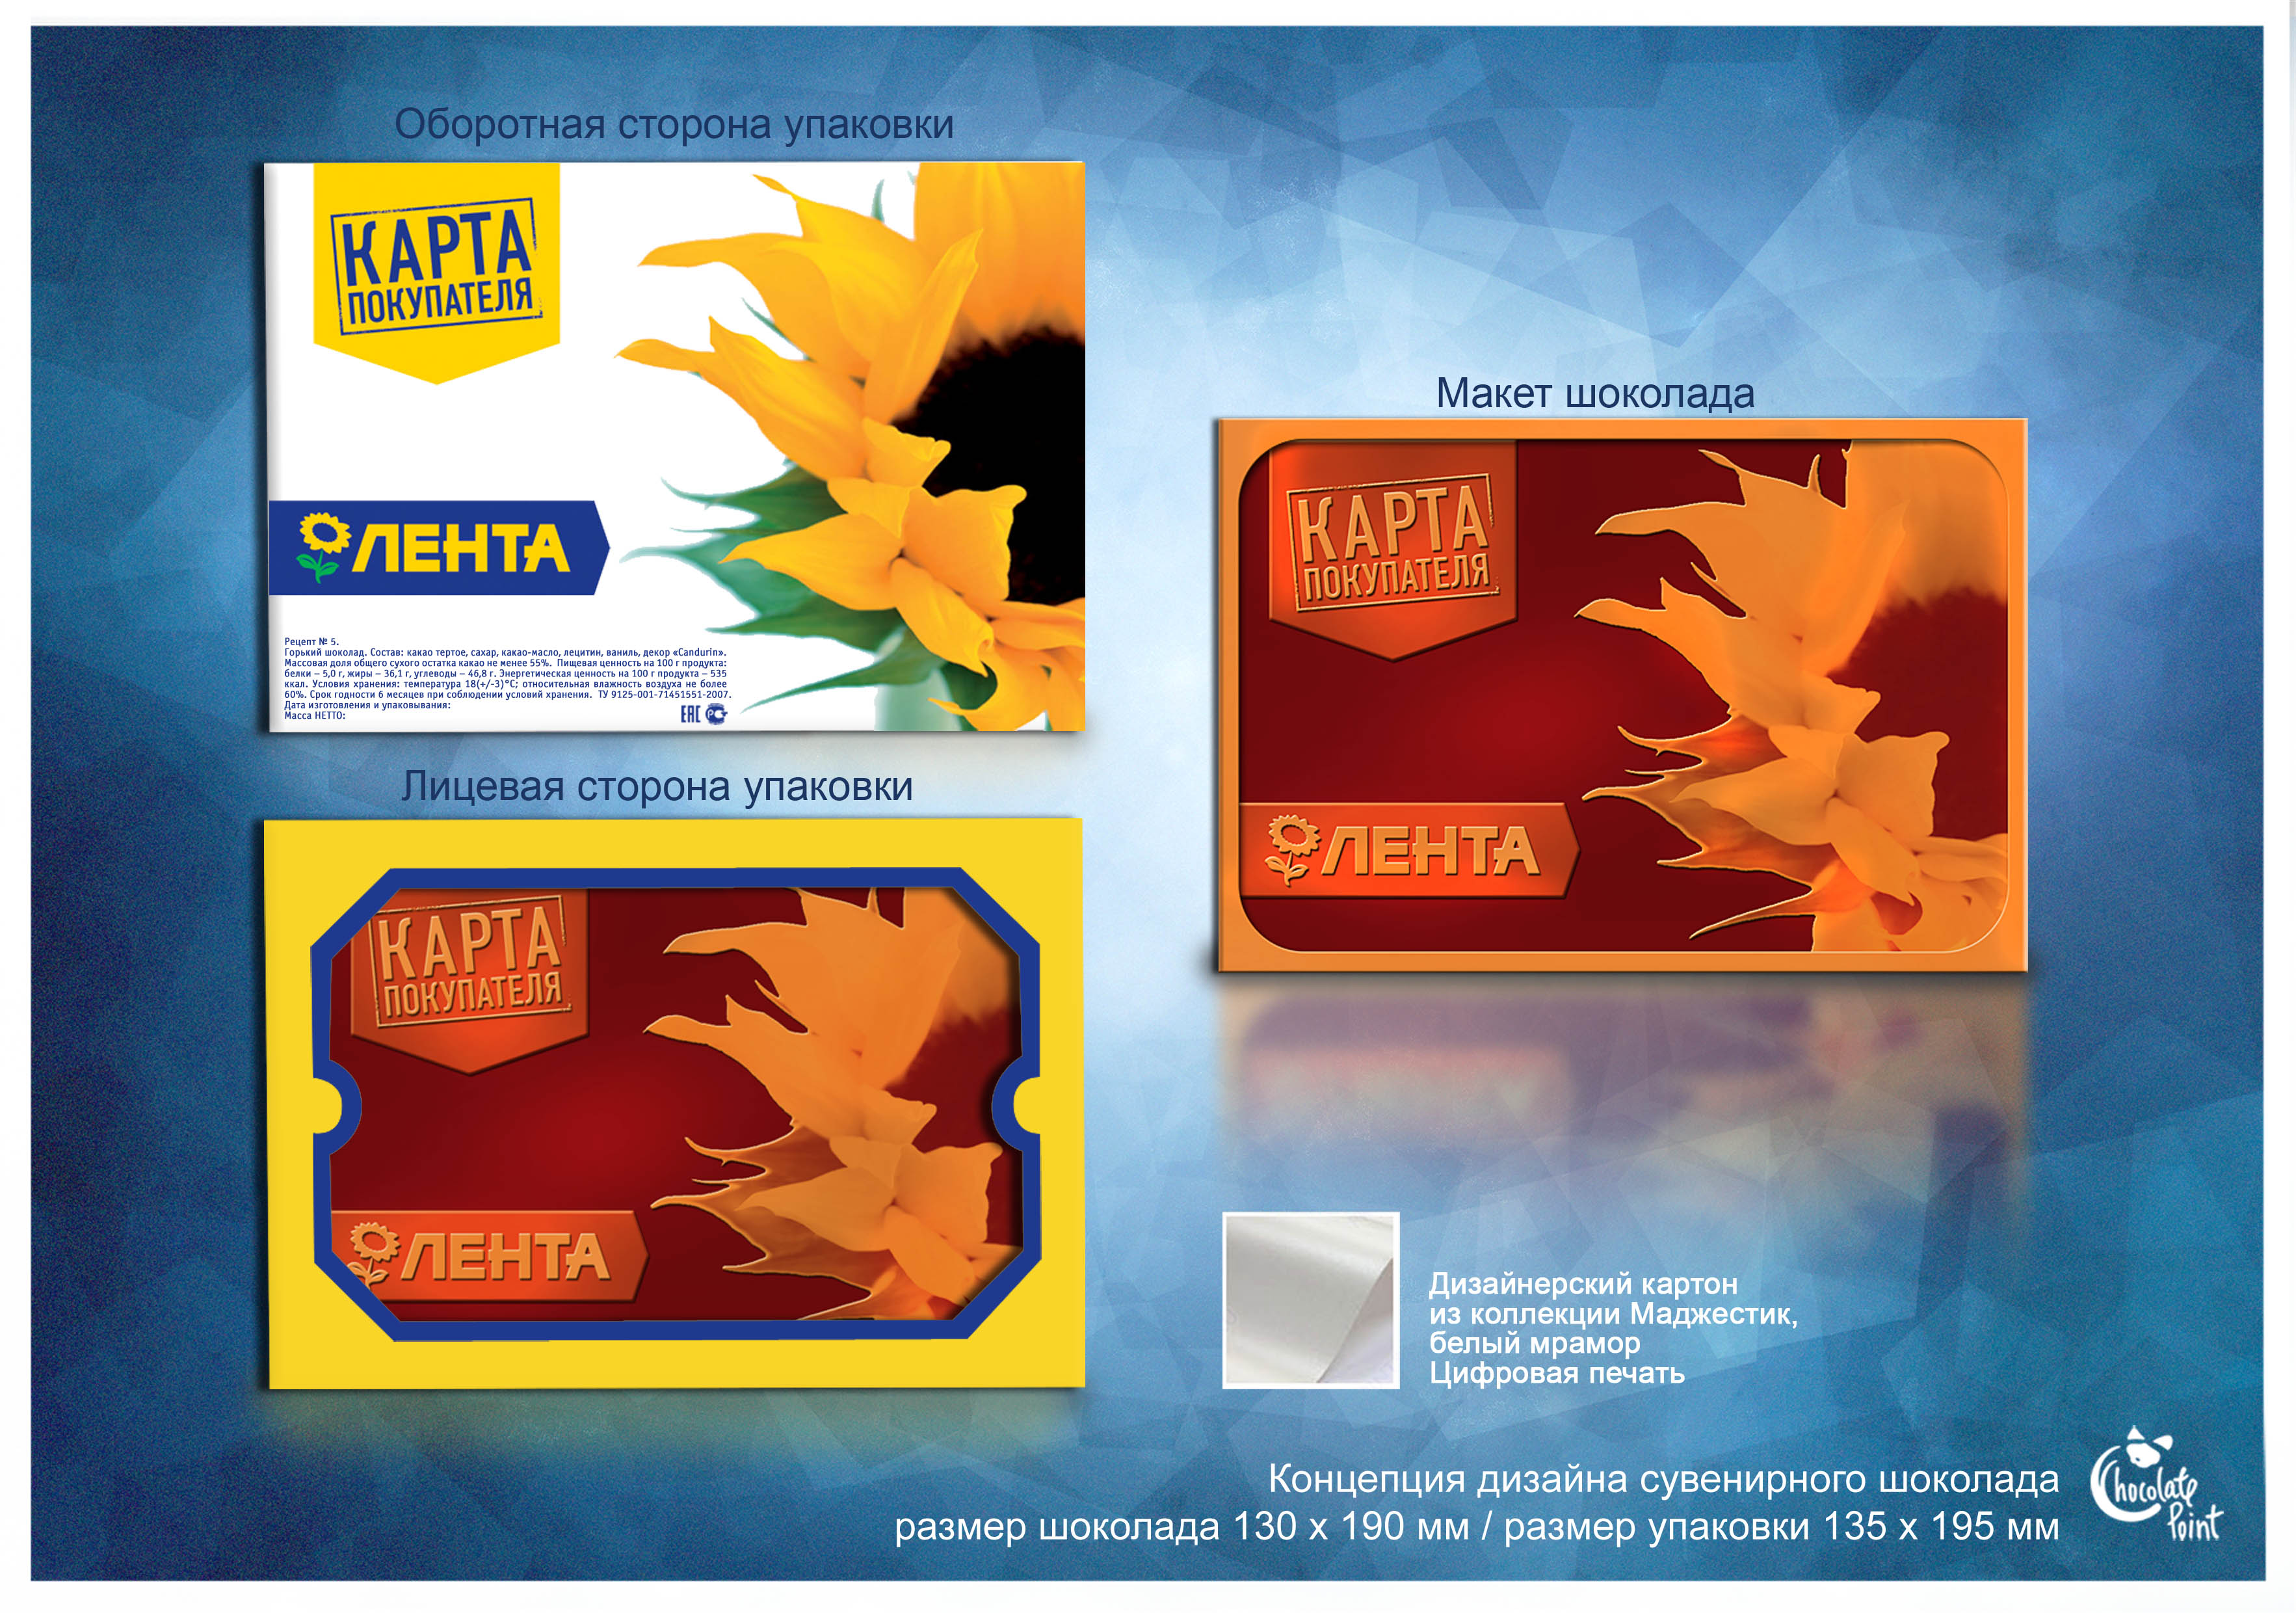 Оборотная сторона упаковки
КАРТА
ПОКУПАТЕЛЯ
ЛЕНТА
Рецепт № 5.
Горький шоколад. Состав: какао тертое, сахар, какао-масло, лецитин, ваниль, декор «Candurin».
Массовая доля общего сухого остатка какао не менее 55%. Пищевая ценность на 100 г продукта:
белки – 5,0 г, жиры – 36,1 г, углеводы – 46,8 г. Энергетическая ценность на 100 г продукта – 535
ккал. Условия хранения: температура 18(+/-3)°С; относительная влажность воздуха не более
60%. Срок годности 6 месяцев при соблюдении условий хранения. ТУ 9125-001-71451551-2007.
Дата изготовления и упаковывания:
Масса НЕТТО:
EAC РС
Лицевая сторона упаковки
КАРТА
ПОКУПАТЕЛЯ
ЛЕНТА
Макет шоколада
КАРТА
ПОКУПАТЕЛЯ
ЛЕНТА
Дизайнерский картон
из коллекции Маджестик,
белый мрамор
Цифровая печать
Концепция дизайна сувенирного шоколада
размер шоколада 130 х 190 мм / размер упаковки 135 х 195 мм
Chocolate
Point